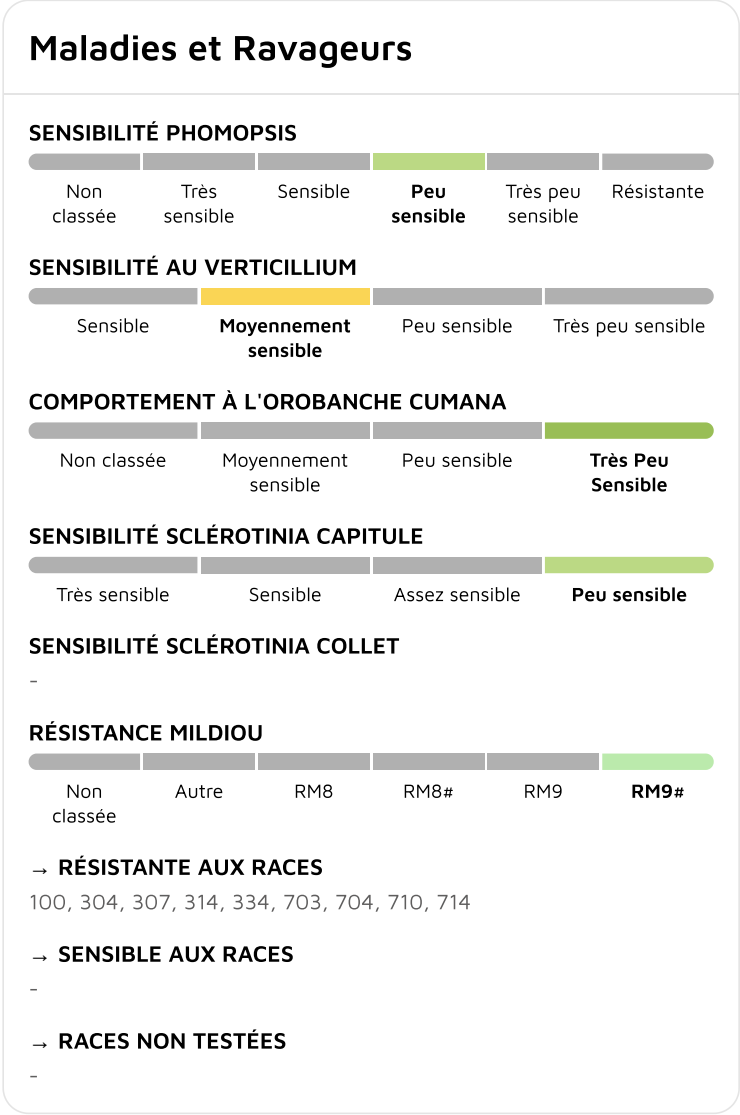 Maladies et Ravageurs
SENSIBILITÉ PHOMOPSIS
Non classée
Très sensible
Sensible
Peu sensible
Très peu sensible
Résistante
SENSIBILITÉ AU VERTICILLIUM
Sensible
Moyennement sensible
Peu sensible
Très peu sensible
COMPORTEMENT À L'OROBANCHE CUMANA
Non classée
Moyennement sensible
Peu sensible
Très Peu Sensible
SENSIBILITÉ SCLÉROTINIA CAPITULE
Très sensible
Sensible
Assez sensible
Peu sensible
SENSIBILITÉ SCLÉROTINIA COLLET
-
RÉSISTANCE MILDIOU
Non classée
Autre
RM8
RM8#
RM9
RM9#
→ RÉSISTANTE AUX RACES
100, 304, 307, 314, 334, 703, 704, 710, 714
→ SENSIBLE AUX RACES
-
→ RACES NON TESTÉES
-